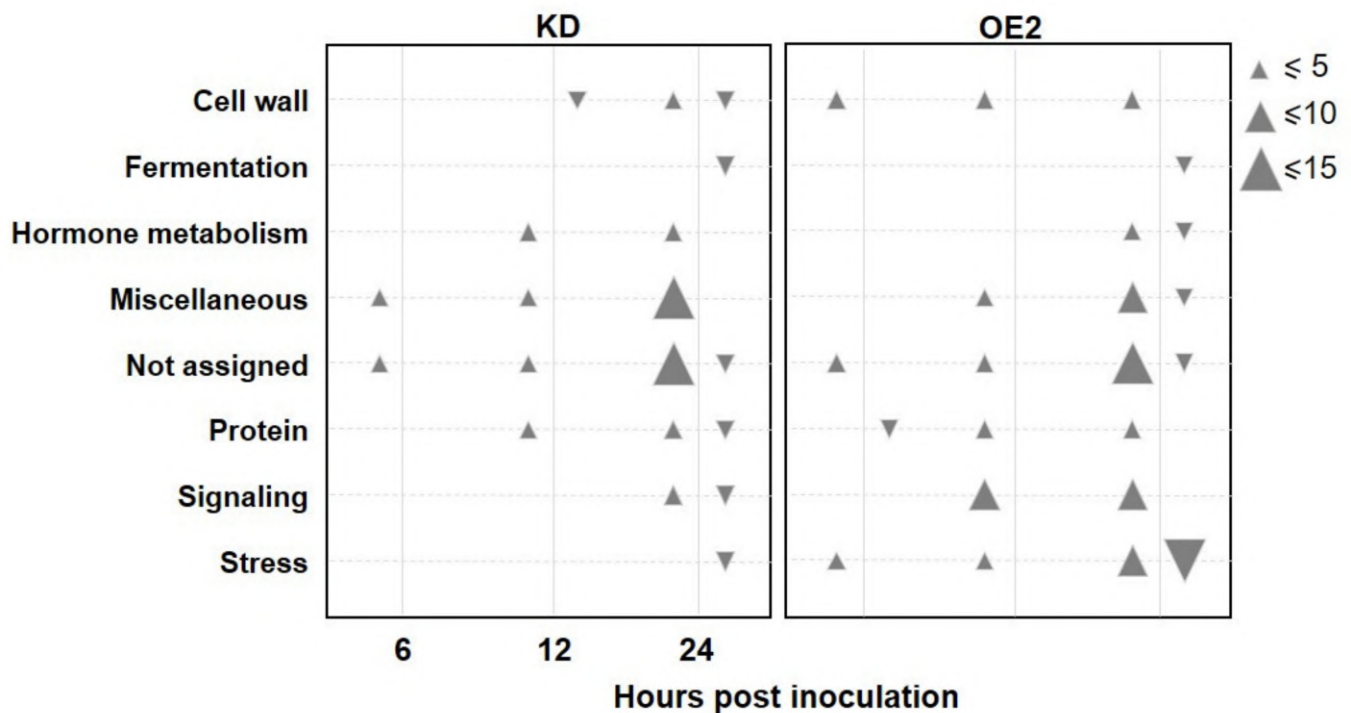 KD
OE2
⩽ 5
⩽10
⩽15
Cell wall
Fermentation
Hormone metabolism
Miscellaneous
Not assigned
Protein
Signaling
Stress
6 12 24
Hours post inoculation